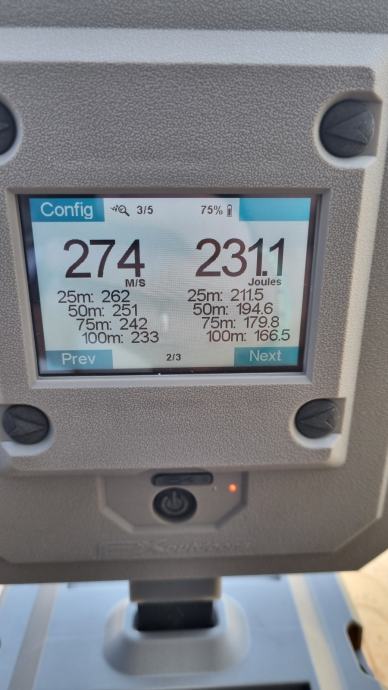 Config 3/5 75%
274 231.1
M/S Joules
25m: 262 25m: 211.5
50m: 251 50m: 194.6
75m: 242 75m: 179.8
100m: 233 100m: 166.5
Prev 2/3 Next